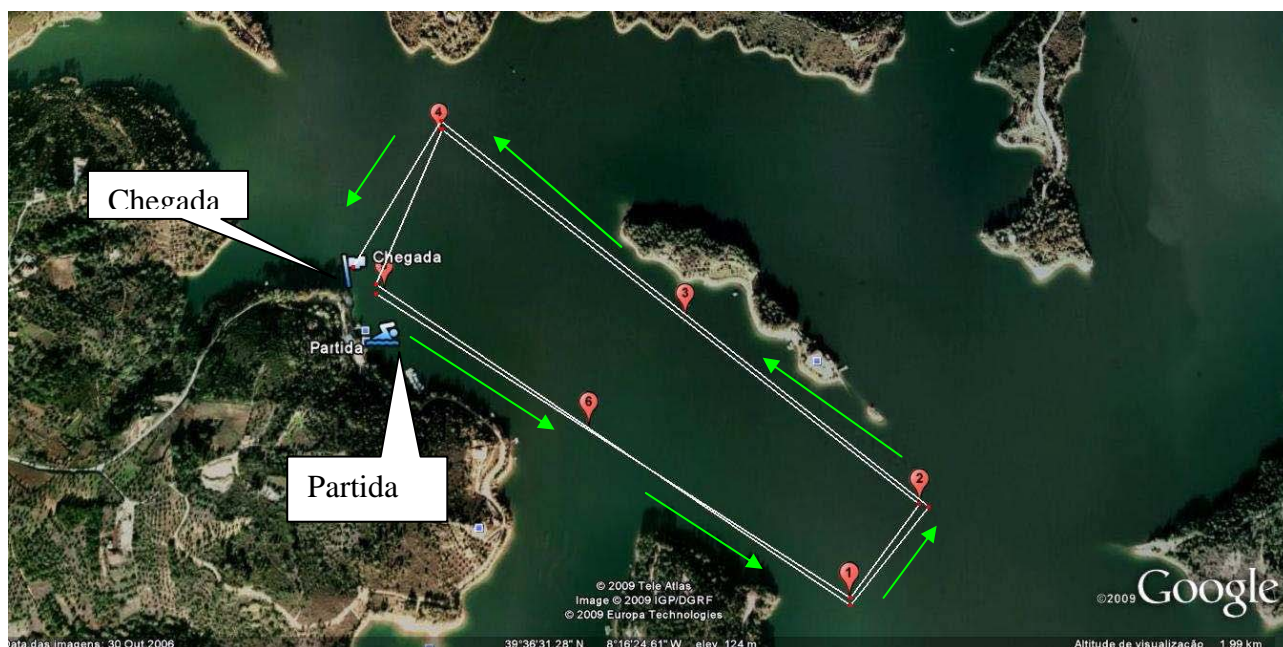 4
Chegada
Chegada
3
Partida
6
Partida
2
1
© 2009 Tele Atlas
Image © 2009 IGP/DGRF
© 2009 Europa Technologies
©2009 Google
Data das imagens: 30 Out 2006
39°36'31.28" N 8°16'24.61" W elev 124 m
Altitude de visualização 1.99 km